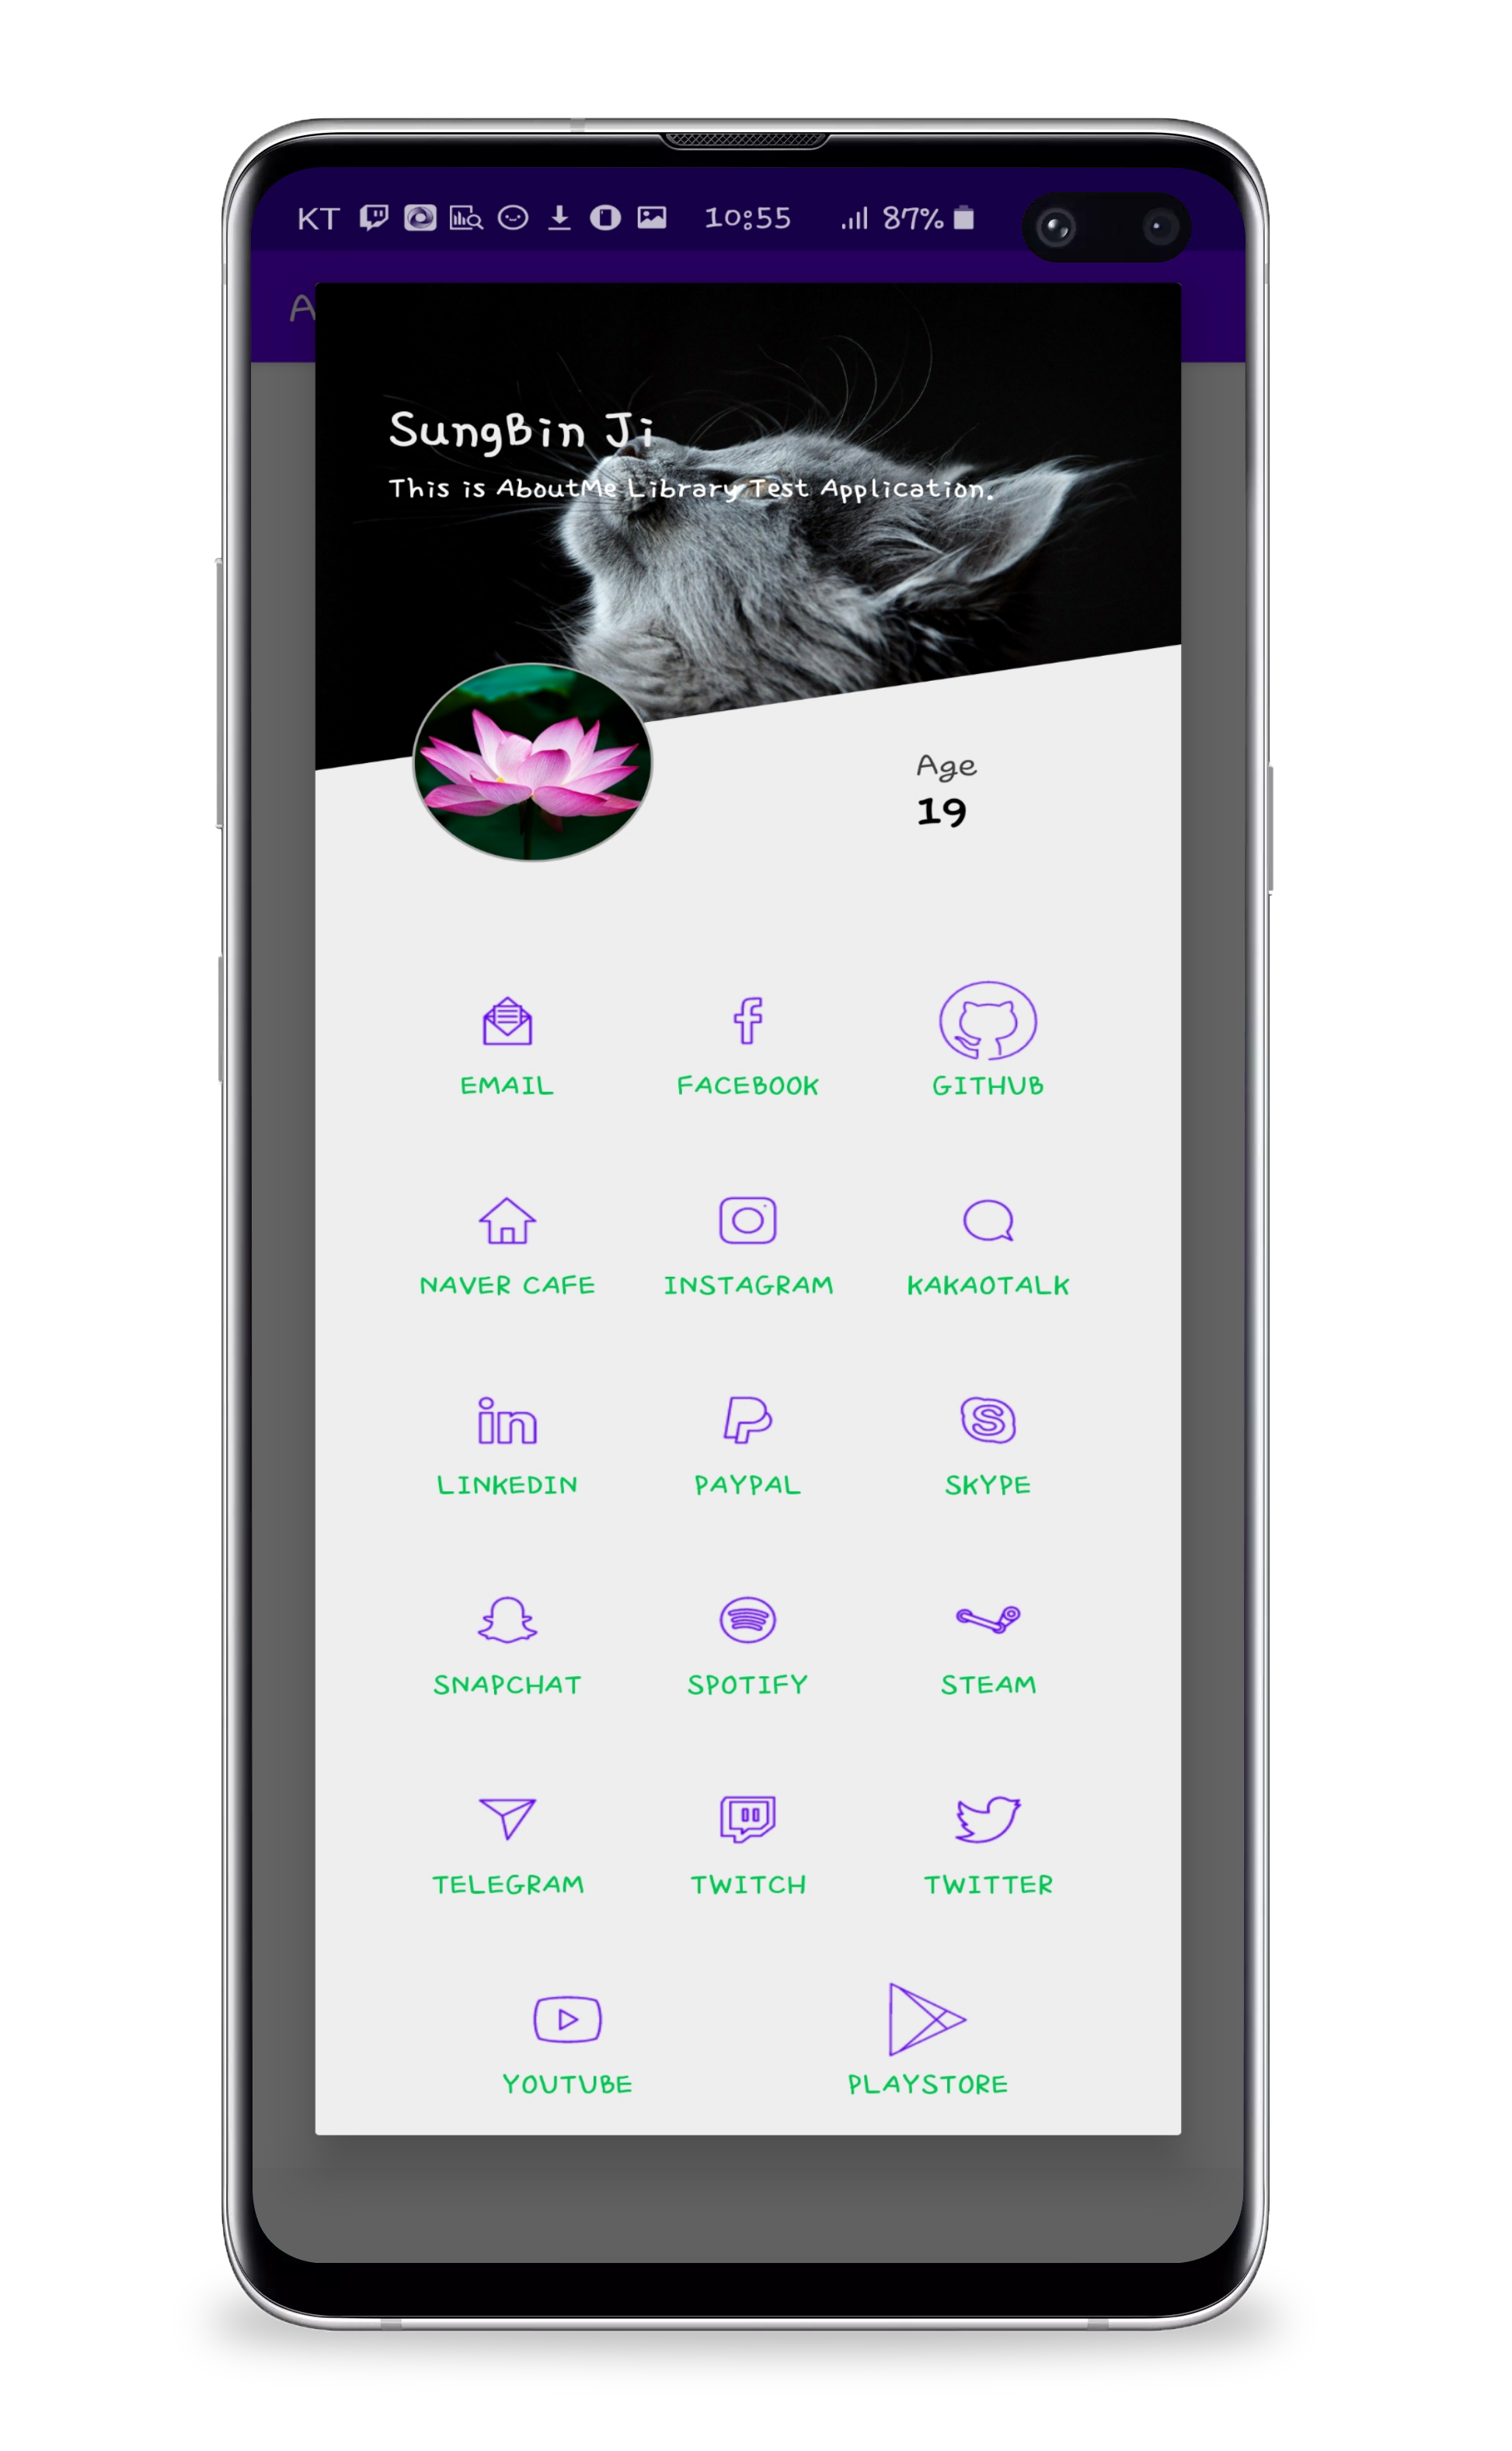 KT 10:55 87%
A
SungBin Ji
This is AboutMe Library Test Application.
Age
19
EMAIL FACEBOOK GITHUB
NAVER CAFE INSTAGRAM KAKAOTALK
LINKEDIN PAYPAL SKYPE
SNAPCHAT SPOTIFY STEAM
TELEGRAM TWITCH TWITTER
YOUTUBE PLAYSTORE